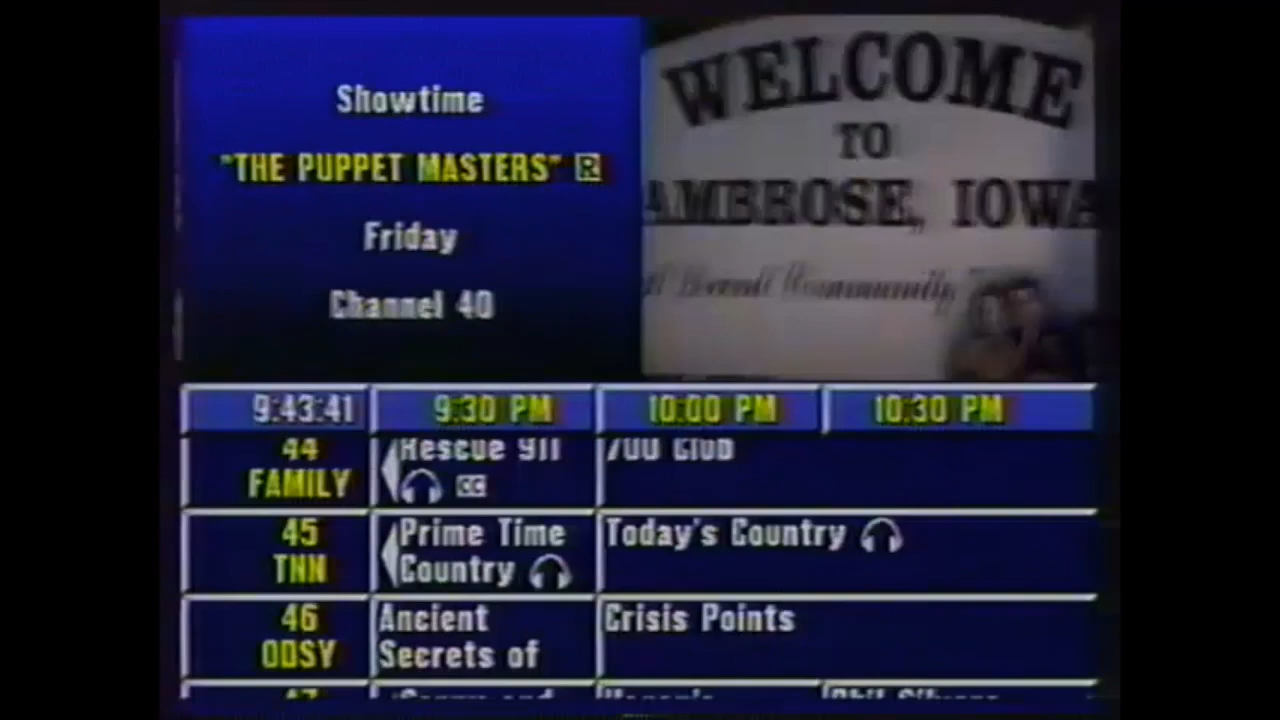 Showtime
"THE PUPPET MASTERS" R
Friday
Channel 40
WELCOME
TO
AMBROSE, IOWA
Community
9:43:41 9:30 PM 10:00 PM 10:30 PM
44 Rescue 911 700 Club
FAMILY CC
45 Prime Time Today's Country
TNN Country
46 Ancient Crisis Points
ODSY Secrets of
47